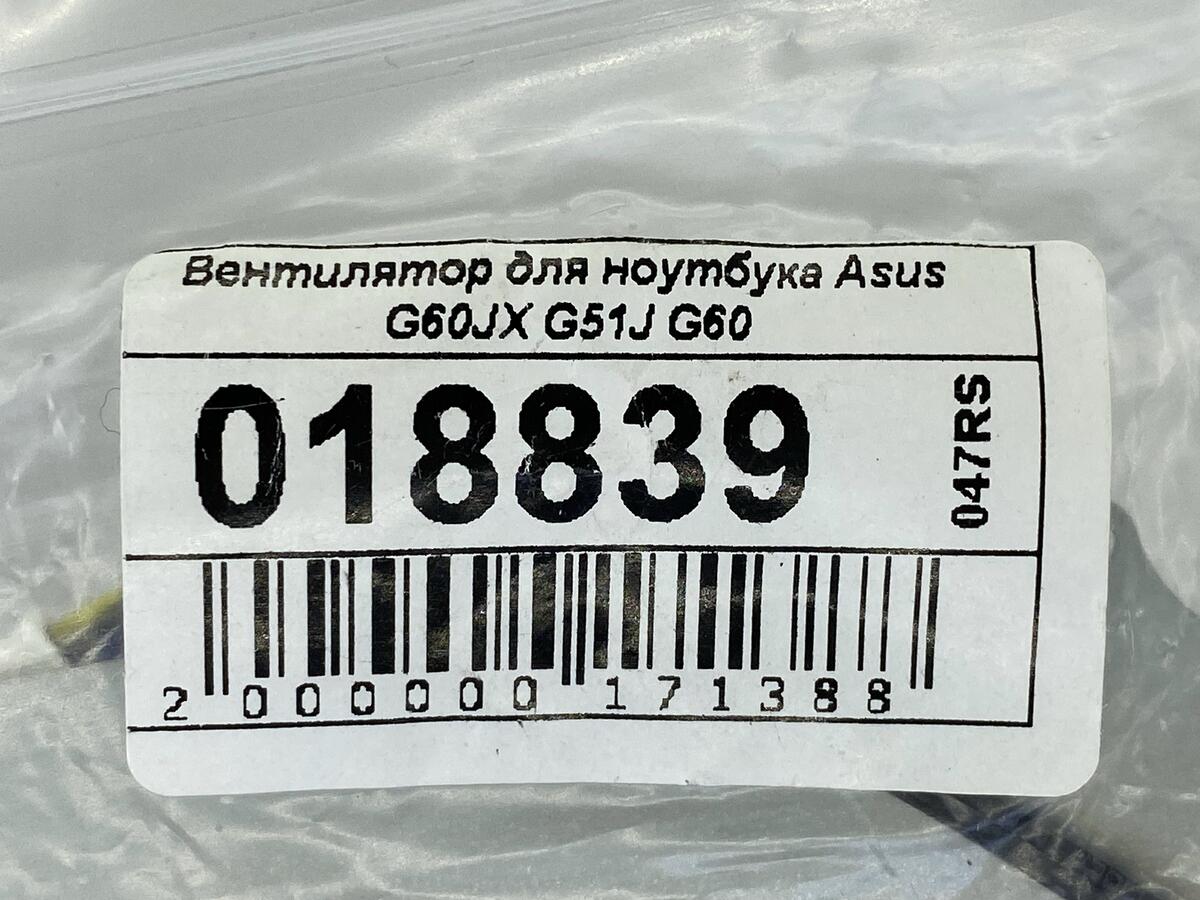 Вентилятор для ноутбука Asus
G60JX G51J G60
018839
047RS
2 000000 171388